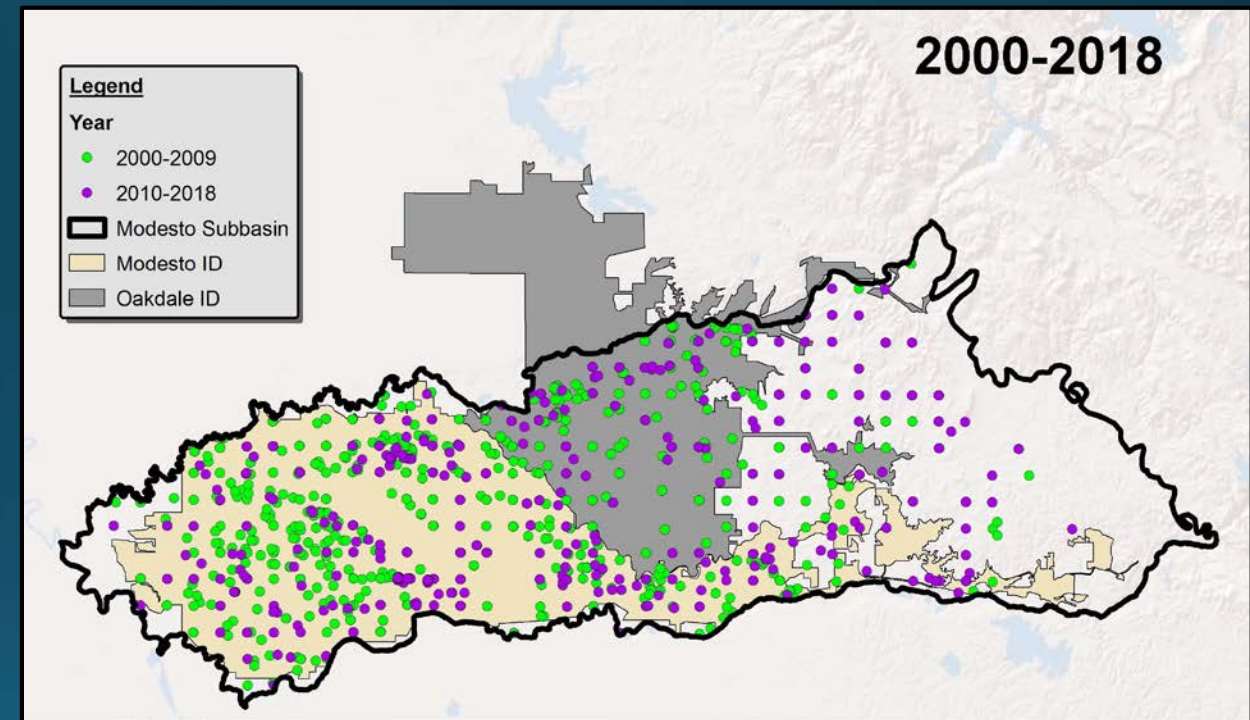 2000-2018
Legend
Year
2000-2009
2010-2018
Modesto Subbasin
Modesto ID
Oakdale ID